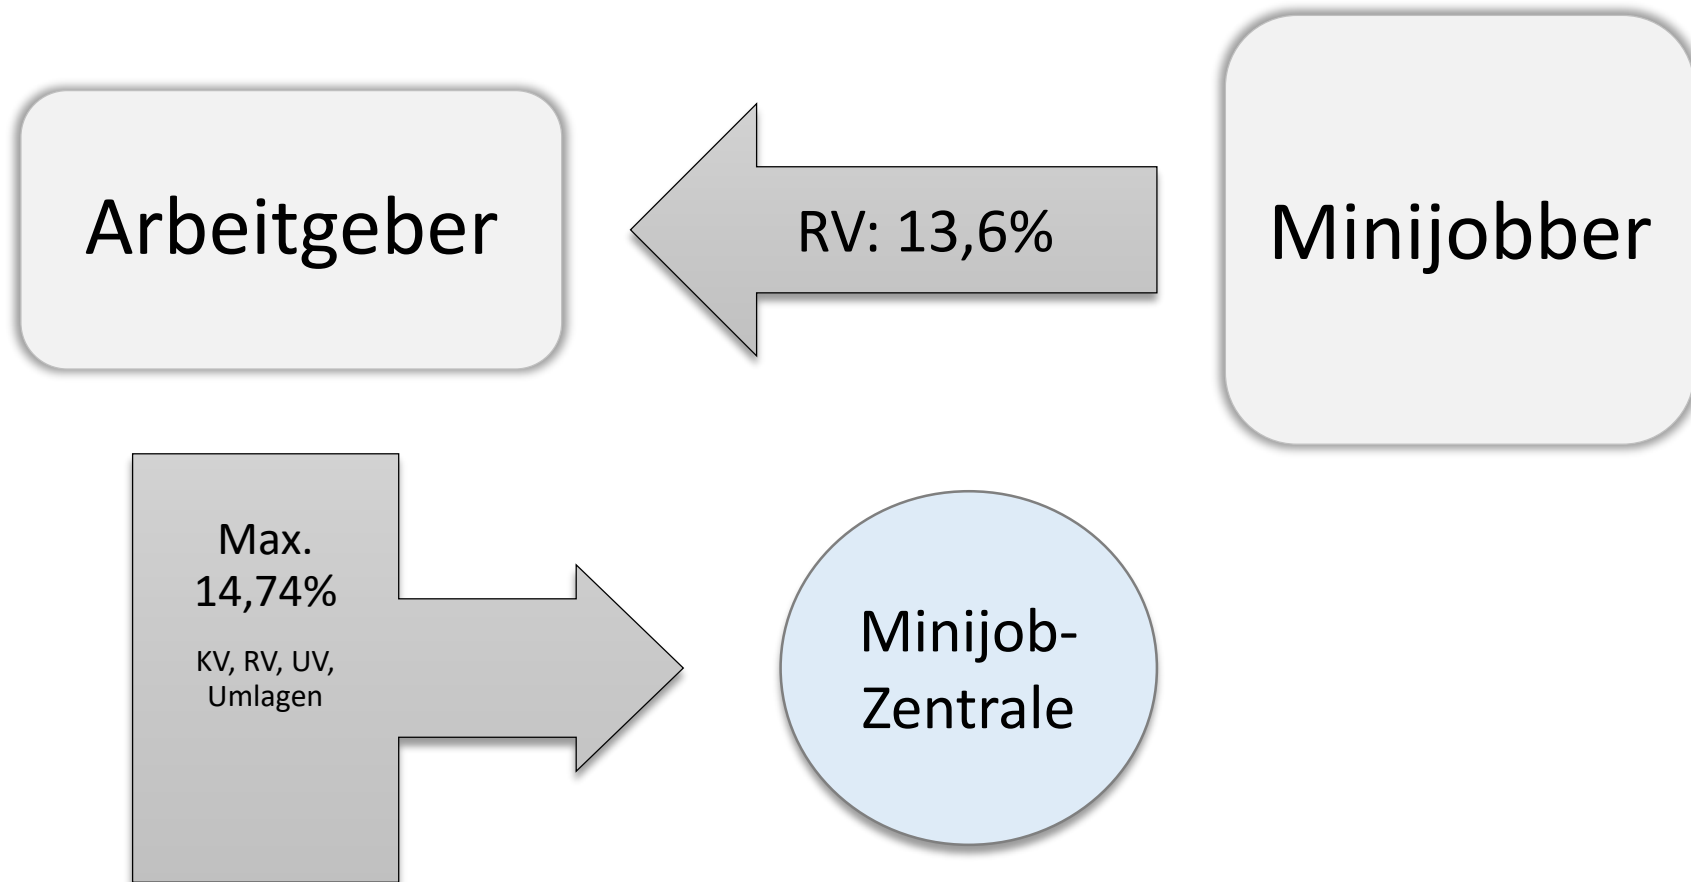 Arbeitgeber
RV: 13,6%
Minijobber
Max.
14,74%
KV, RV, UV,
Umlagen
Minijob-
Zentrale